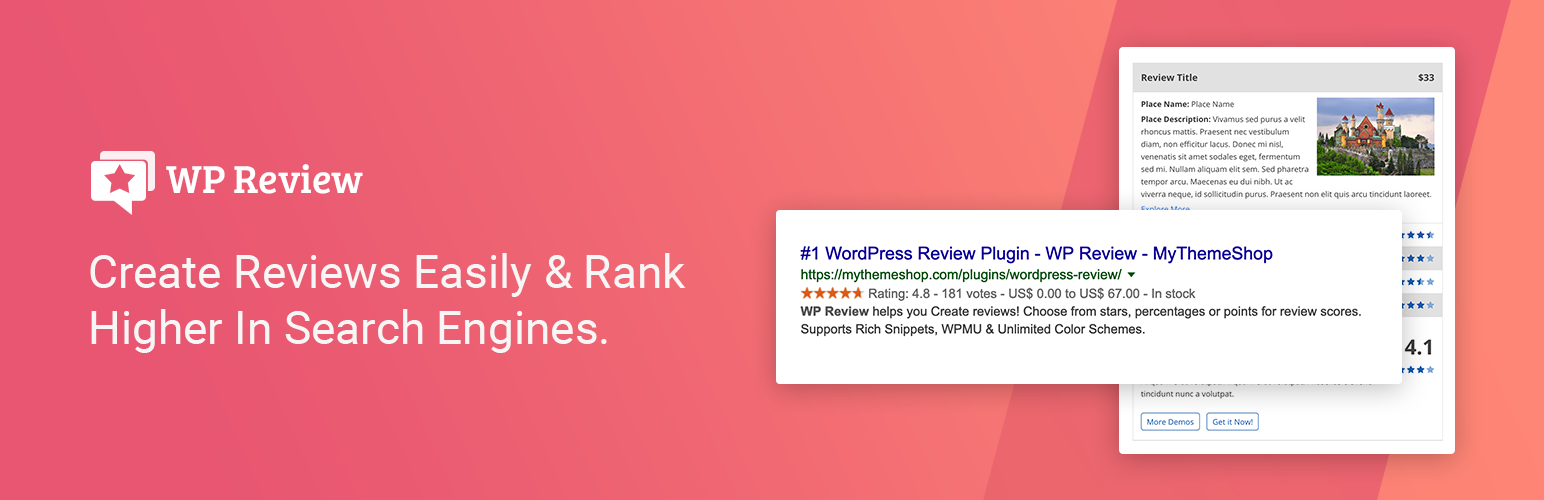 WP Review
Create Reviews Easily & Rank
Higher In Search Engines.
Review Title $33
Place Name: Place Name
Place Description: Vivamus sed purus a velit
rhoncus mattis. Praesent nec vestibulum
diam, non efficitur lacus. Donec mi nisl,
venenatis sit amet sodales eget, fermentum
sed mi. Nullam aliquam elit sem. Sed pharetra
tempor arcu. Maecenas eu dui nibh. Ut ac
viverra neque, id sollicitudin purus. Praesent non elit quis arcu tincidunt laoreet.
Explore More
#1 WordPress Review Plugin - WP Review - MyThemeShop
https://mythemeshop.com/plugins/wordpress-review/
Rating: 4.8 - 181 votes - US$ 0.00 to US$ 67.00 - In stock
WP Review helps you Create reviews! Choose from stars, percentages or points for review scores.
Supports Rich Snippets, WPMU & Unlimited Color Schemes.
4.1
tincidunt nunc a volutpat.
More Demos Get it Now!